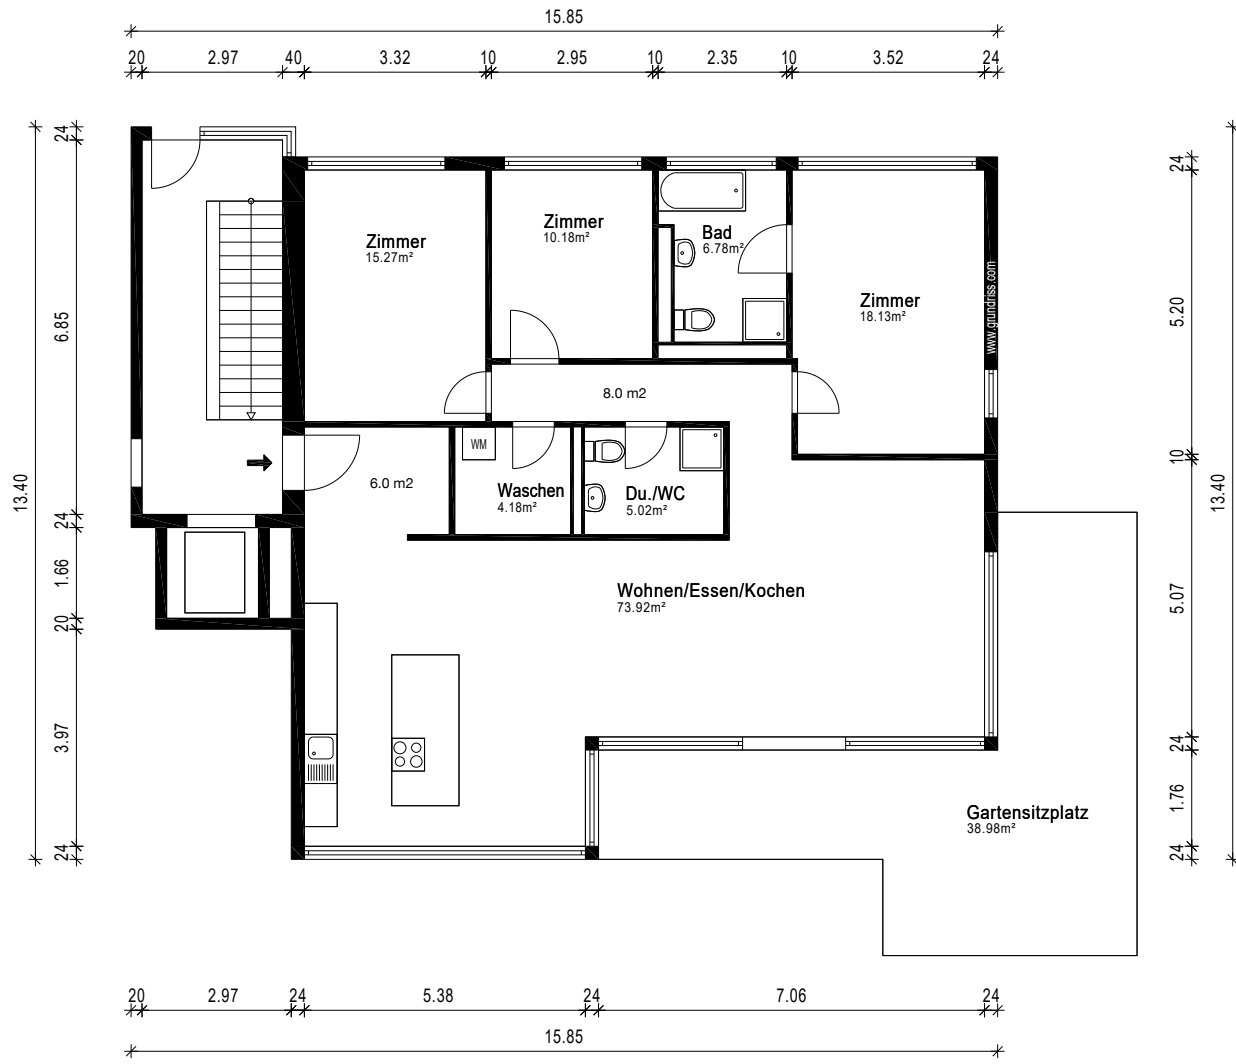 15.85
20 2.97 40 3.32 10 2.95 10 2.35 10 3.52 24
24
24
Zimmer
15.27m²
Zimmer
10.18m²
Bad
6.78m²
Zimmer
18.13m²
www.grundriss.com
6.85
5.20
8.0 m2
WM
6.0 m2
Waschen
4.18m²
Du./WC
5.02m²
10
13.40
13.40
24
1.66
20
Wohnen/Essen/Kochen
73.92m²
5.07
3.97
24
1.76
24
Gartensitzplatz
38.98m²
24
20 2.97 24 5.38 24 7.06 24
15.85